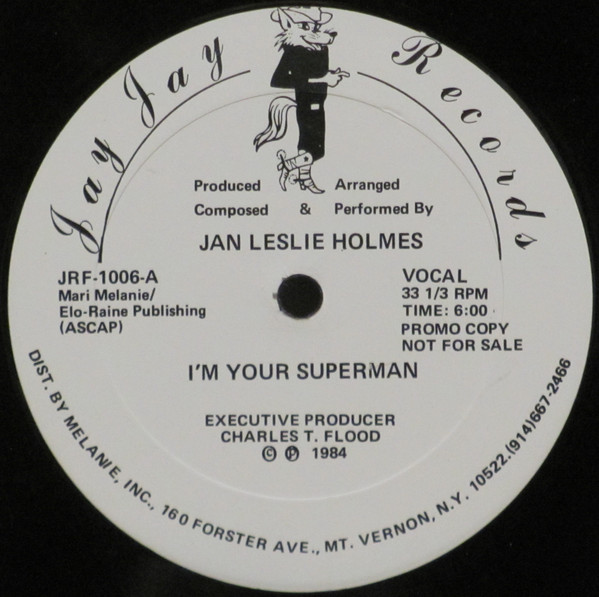 Jay Jay Records
Produced Arranged
Composed & Performed By
JAN LESLIE HOLMES
JRF-1006-A
Mari Melanie/
Elo-Raine Publishing
(ASCAP)
VOCAL
33 1/3 RPM
TIME: 6:00
PROMO COPY
NOT FOR SALE
I'M YOUR SUPERMAN
EXECUTIVE PRODUCER
CHARLES T. FLOOD
© ℗ 1984
DIST. BY MELANIE, INC., 160 FORSTER AVE., MT. VERNON, N.Y. 10522.(914)667-2466